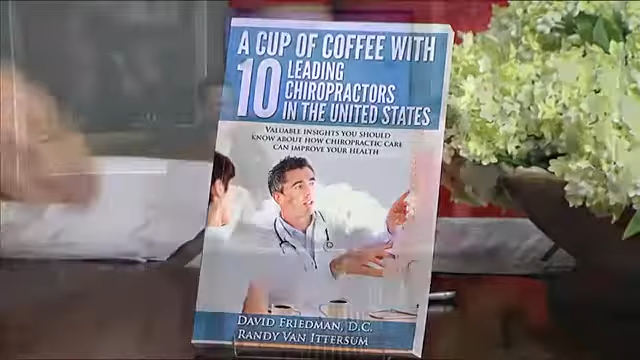 A CUP OF COFFEE WITH
10 LEADING
CHIROPRACTORS
IN THE UNITED STATES
VALUABLE INSIGHTS YOU SHOULD
KNOW ABOUT HOW CHIROPRACTIC CARE
CAN IMPROVE YOUR HEALTH
DAVID FRIEDMAN, D.C.
RANDY VAN ITTERSUM